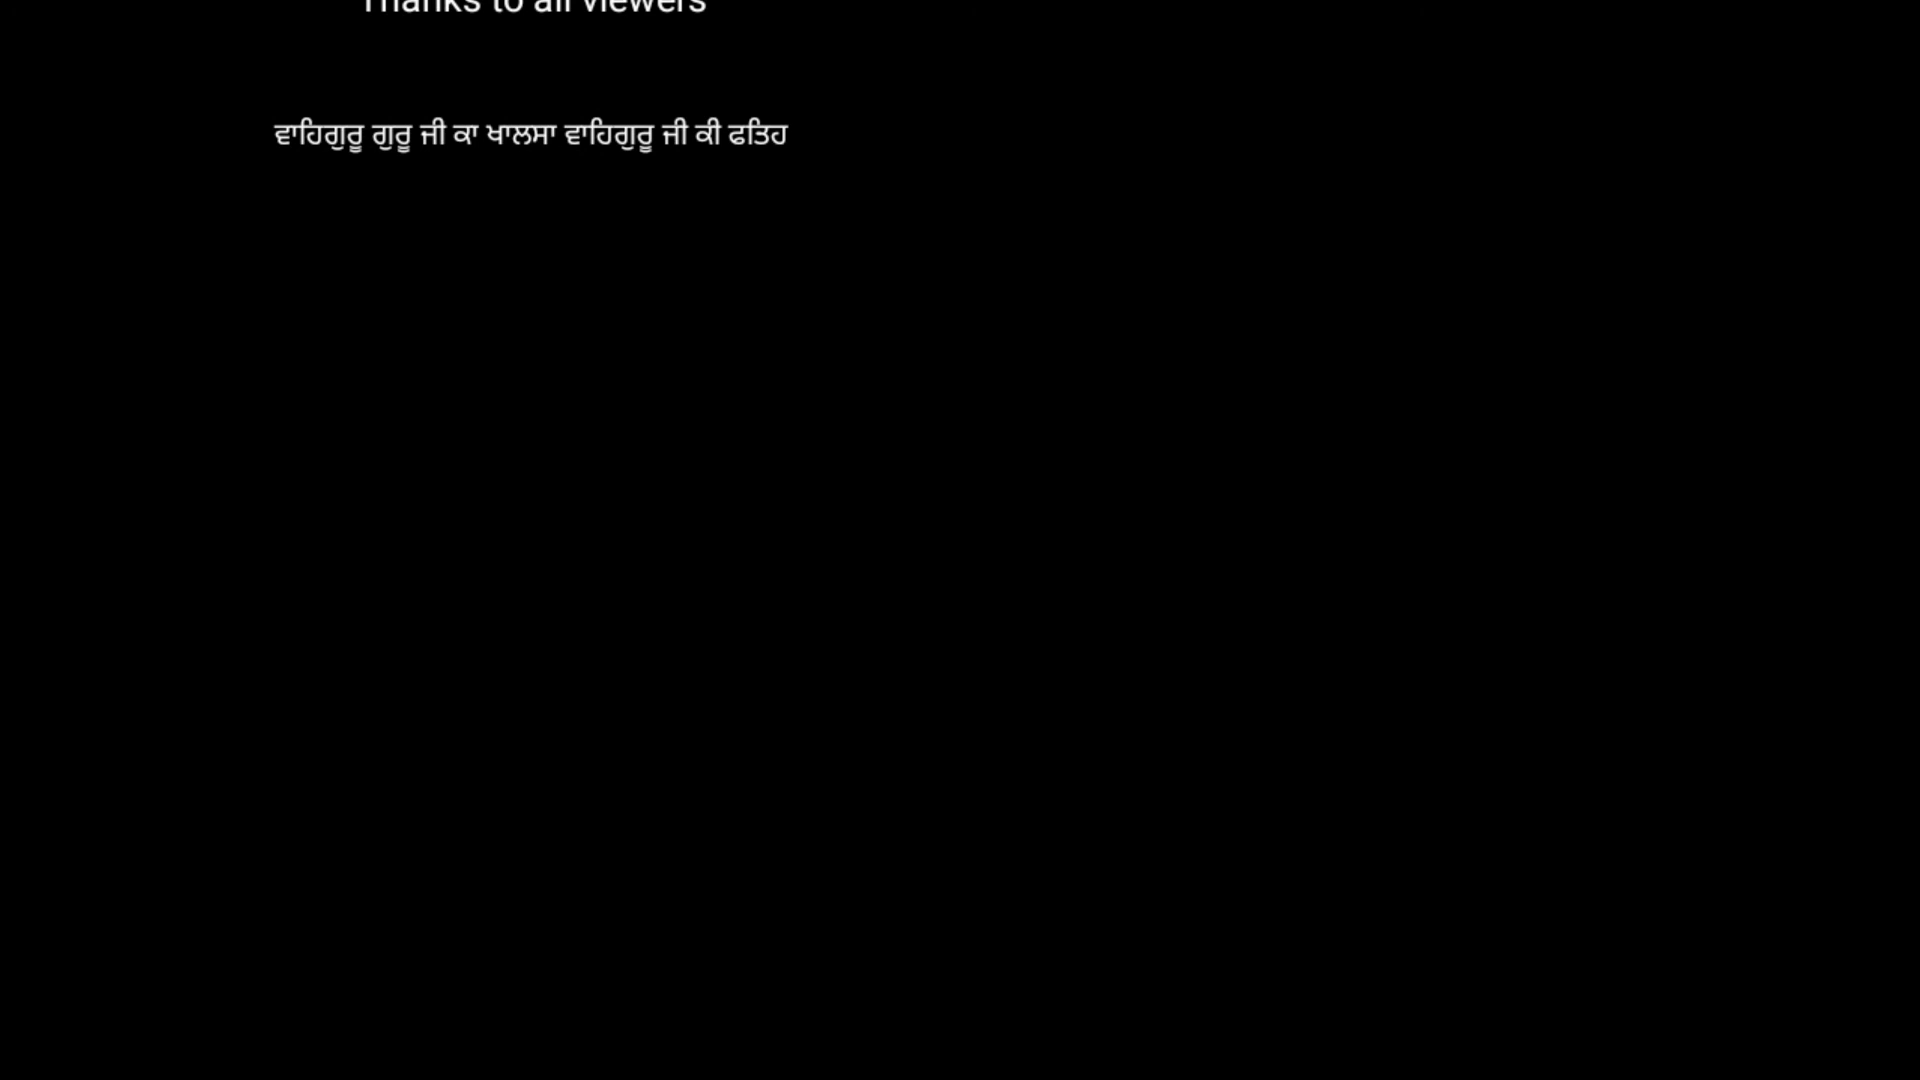 Thanks to all viewers
ਵਾਹਿਗੁਰੂ ਗੁਰੂ ਜੀ ਕਾ ਖਾਲਸਾ ਵਾਹਿਗੁਰੂ ਜੀ ਕੀ ਫਤਿਹ